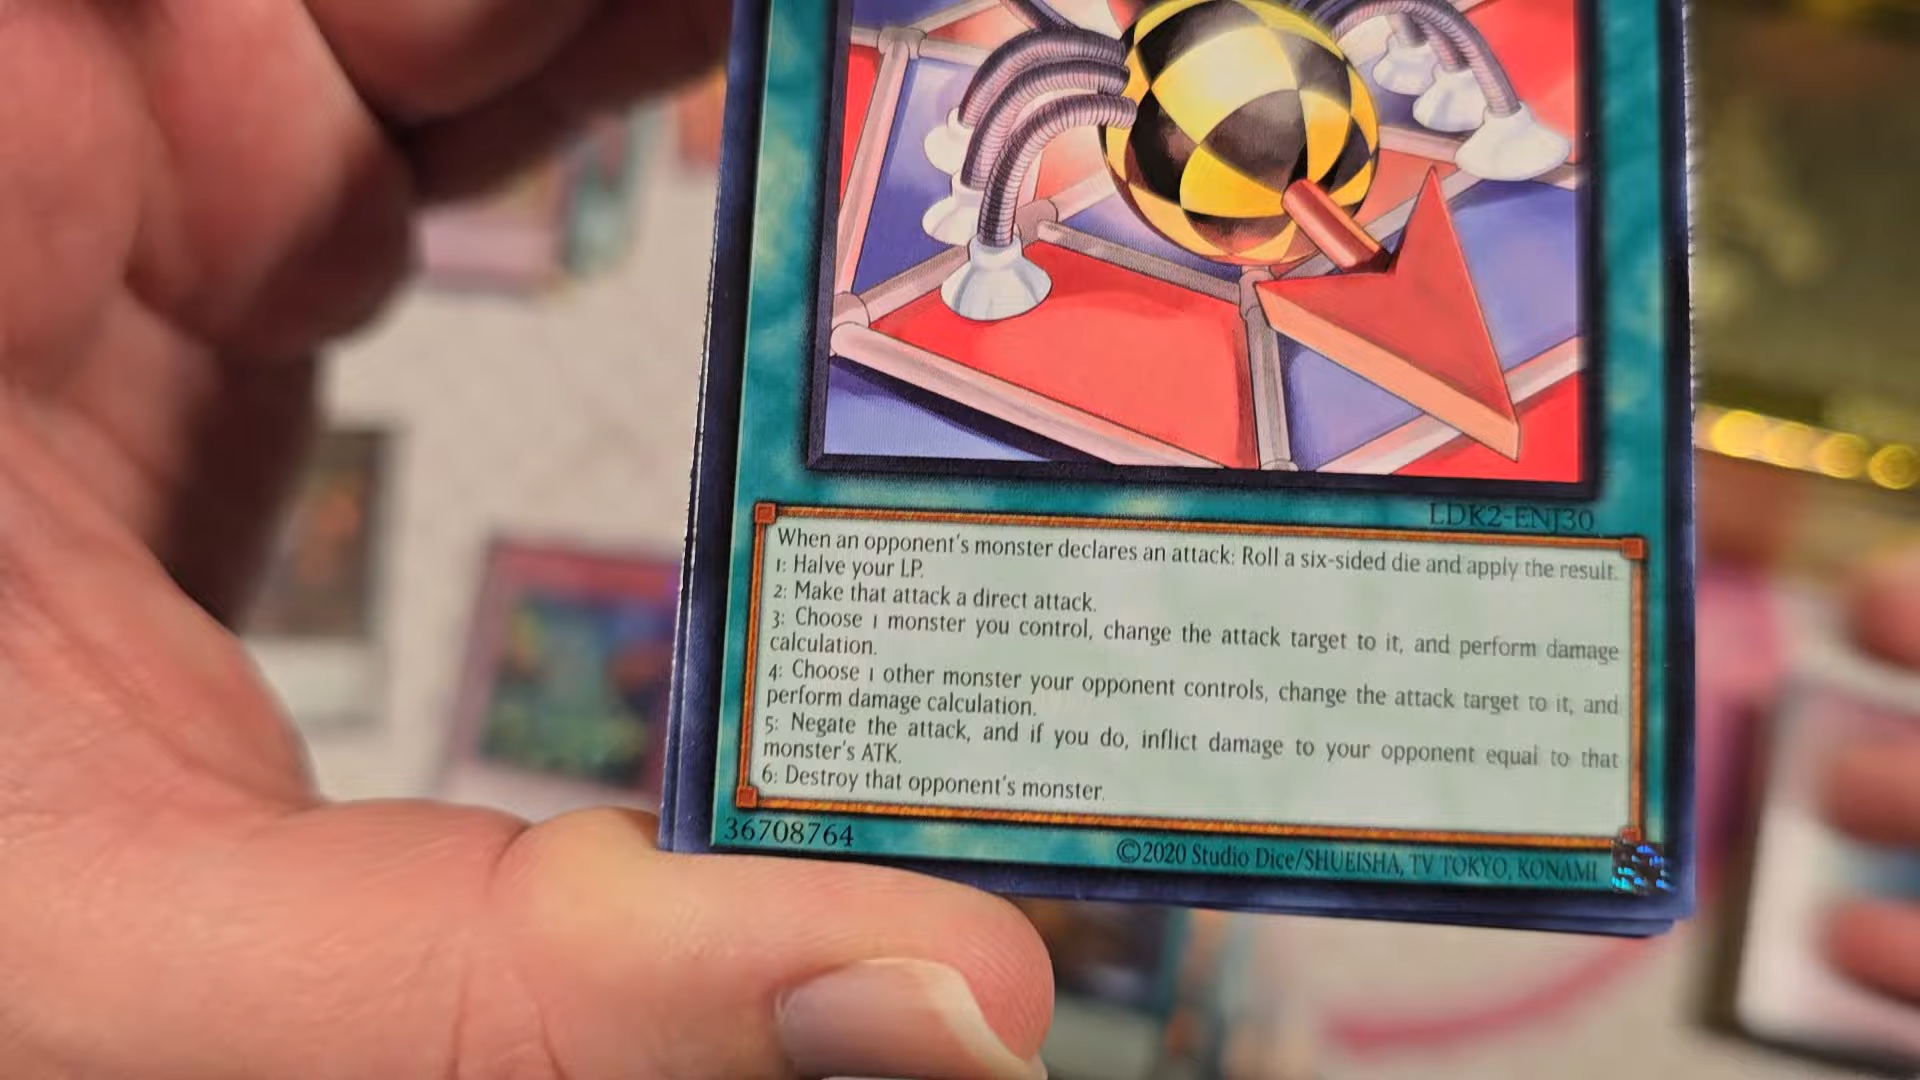 LDK2-ENJ30
When an opponent's monster declares an attack: Roll a six-sided die and apply the result.
1: Halve your LP.
2: Make that attack a direct attack.
3: Choose 1 monster you control, change the attack target to it, and perform damage
calculation.
4: Choose 1 other monster your opponent controls, change the attack target to it, and
perform damage calculation.
5: Negate the attack, and if you do, inflict damage to your opponent equal to that
monster's ATK.
6: Destroy that opponent's monster.
36708764
©2020 Studio Dice/SHUEISHA, TV TOKYO, KONAMI